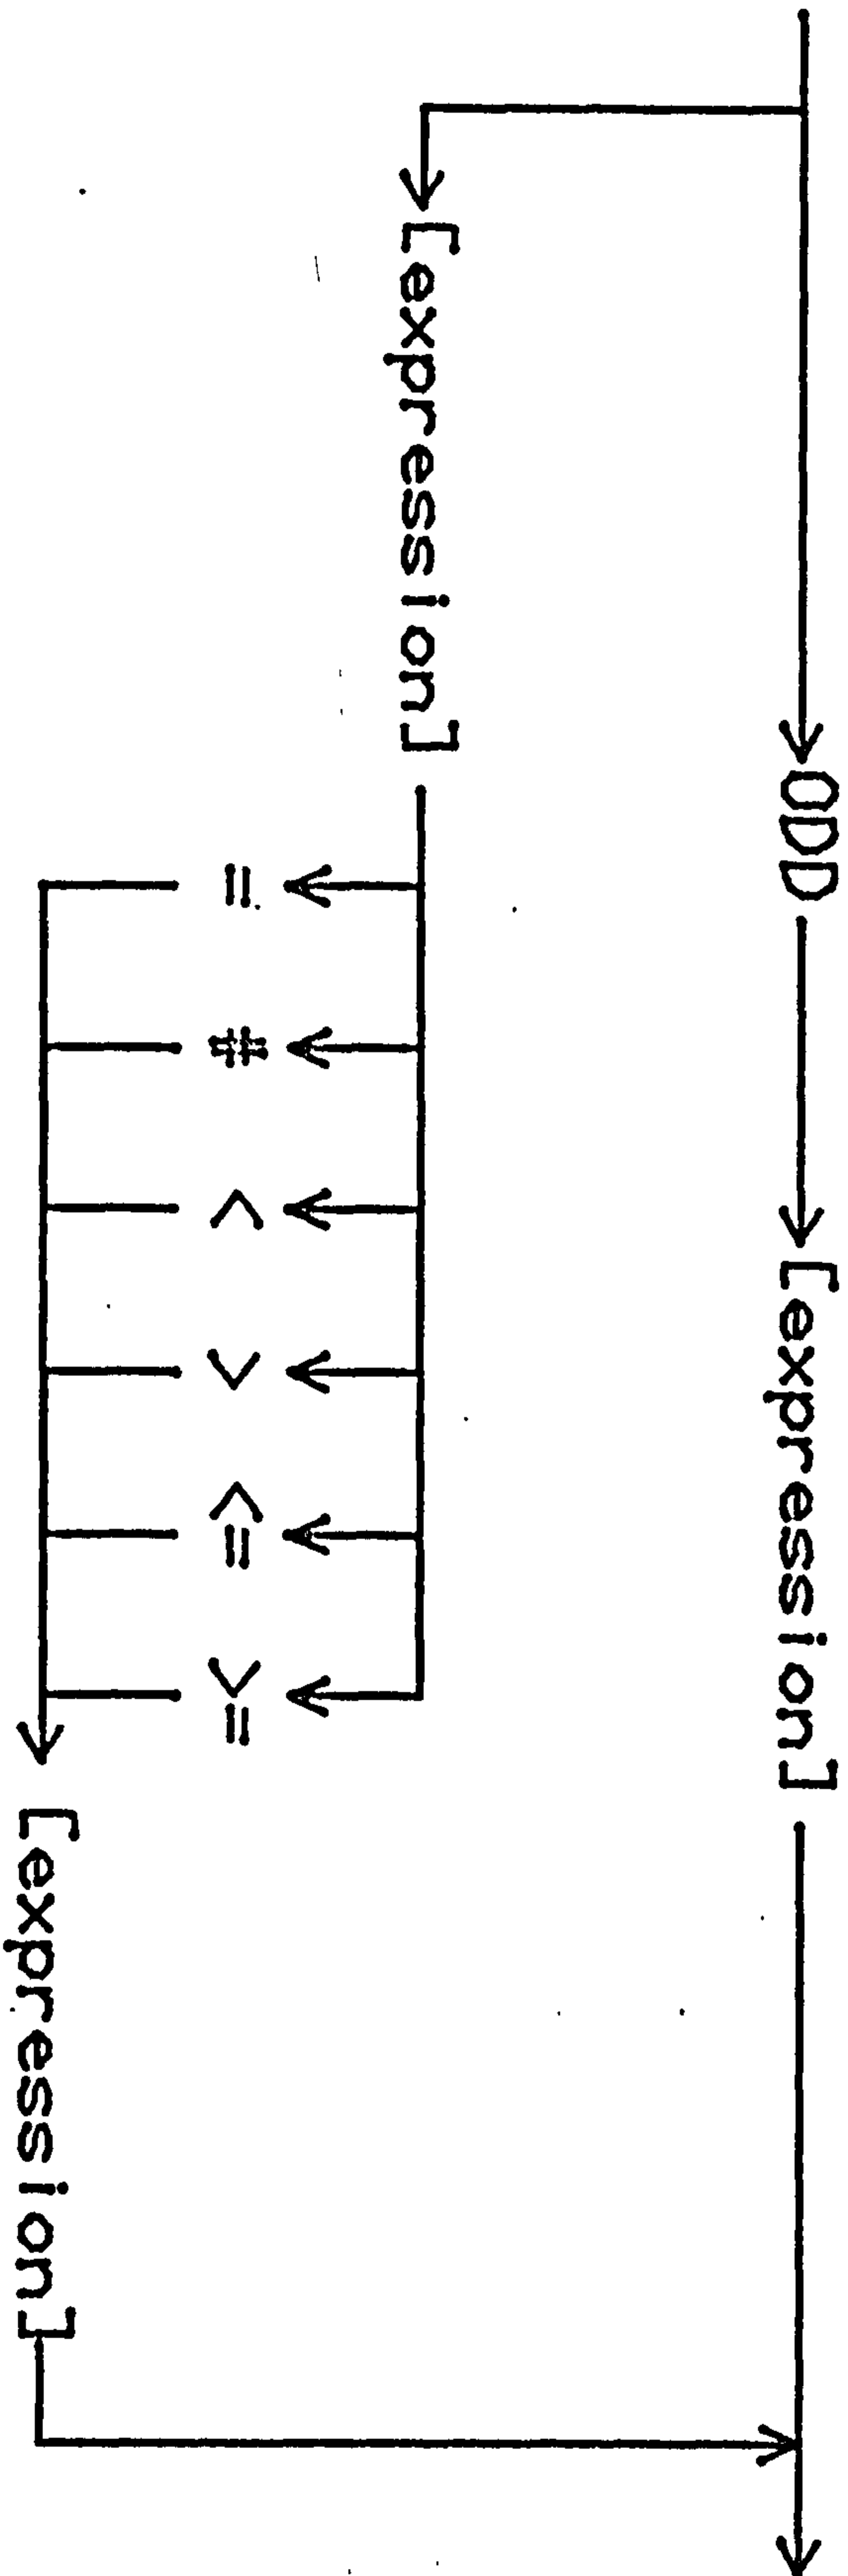 ODD [expression]
[expression]
= # < > <= >=
[expression]